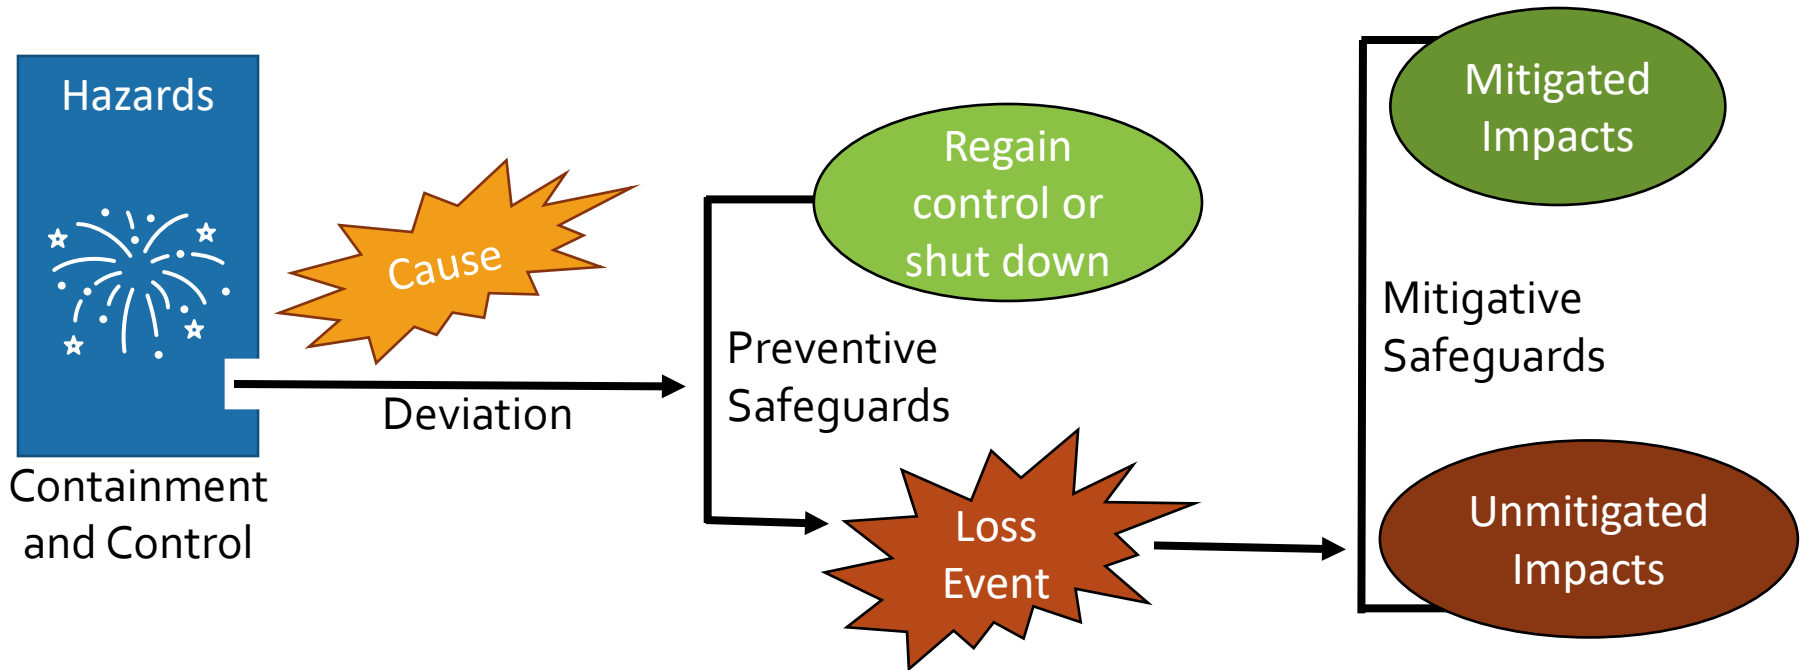 Hazards
Containment
and Control
Cause
Deviation
Regain
control or
shut down
Preventive
Safeguards
Loss
Event
Mitigated
Impacts
Mitigative
Safeguards
Unmitigated
Impacts